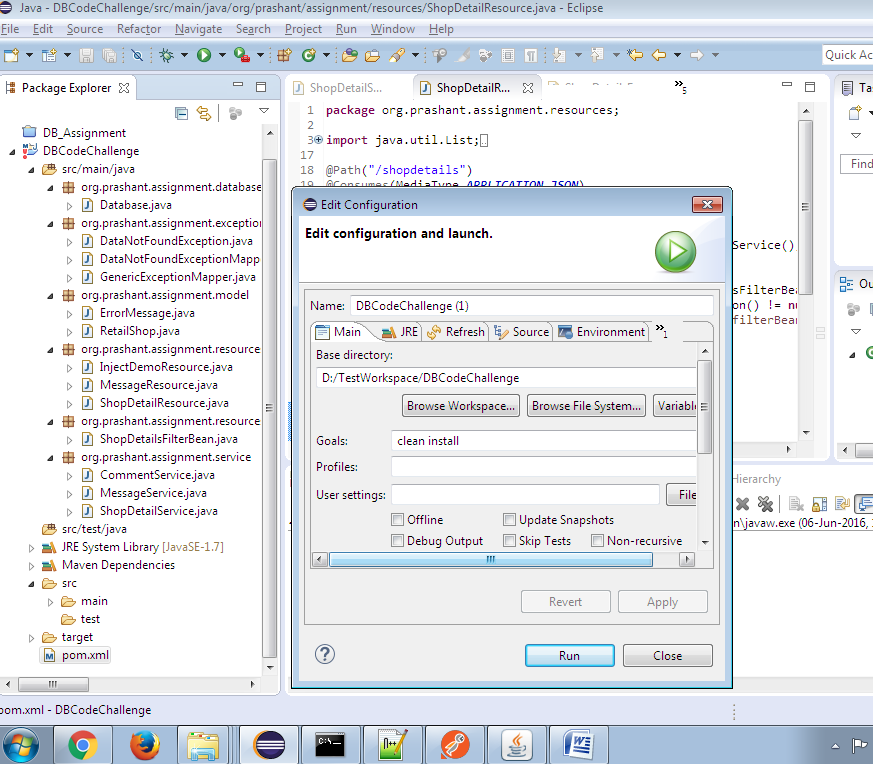 Java - DBCodeChallenge/src/main/java/org/prashant/assignment/resources/ShopDetailResource.java - Eclipse
File Edit Source Refactor Navigate Search Project Run Window Help
Quick Ac
Package Explorer
DB_Assignment
DBCodeChallenge
src/main/java
org.prashant.assignment.database
Database.java
org.prashant.assignment.exception
DataNotFoundException.java
DataNotFoundExceptionMapp
GenericExceptionMapper.java
org.prashant.assignment.model
ErrorMessage.java
RetailShop.java
org.prashant.assignment.resource
InjectDemoResource.java
MessageResource.java
ShopDetailResource.java
org.prashant.assignment.resource
ShopDetailsFilterBean.java
org.prashant.assignment.service
CommentService.java
MessageService.java
ShopDetailService.java
src/test/java
JRE System Library [JavaSE-1.7]
Maven Dependencies
src
main
test
target
pom.xml
ShopDetailS... ShopDetailR... »5
1 package org.prashant.assignment.resources;
2
3 import java.util.List;
17
18 @Path("/shopdetails")
19 @Consumes(MediaType.APPLICATION_JSON)
Service()
sFilterBea
on() != nu
filterBean
Ta
Find
Ou
Hierarchy
n\javaw.exe (06-Jun-2016,
Edit Configuration
Edit configuration and launch.
Name: DBCodeChallenge (1)
Main JRE Refresh Source Environment »1
Base directory:
D:/TestWorkspace/DBCodeChallenge
Browse Workspace... Browse File System... Variabl
Goals: clean install
Profiles:
User settings: File
Offline Update Snapshots
Debug Output Skip Tests Non-recursive
Revert Apply
Run Close
pom.xml - DBCodeChallenge